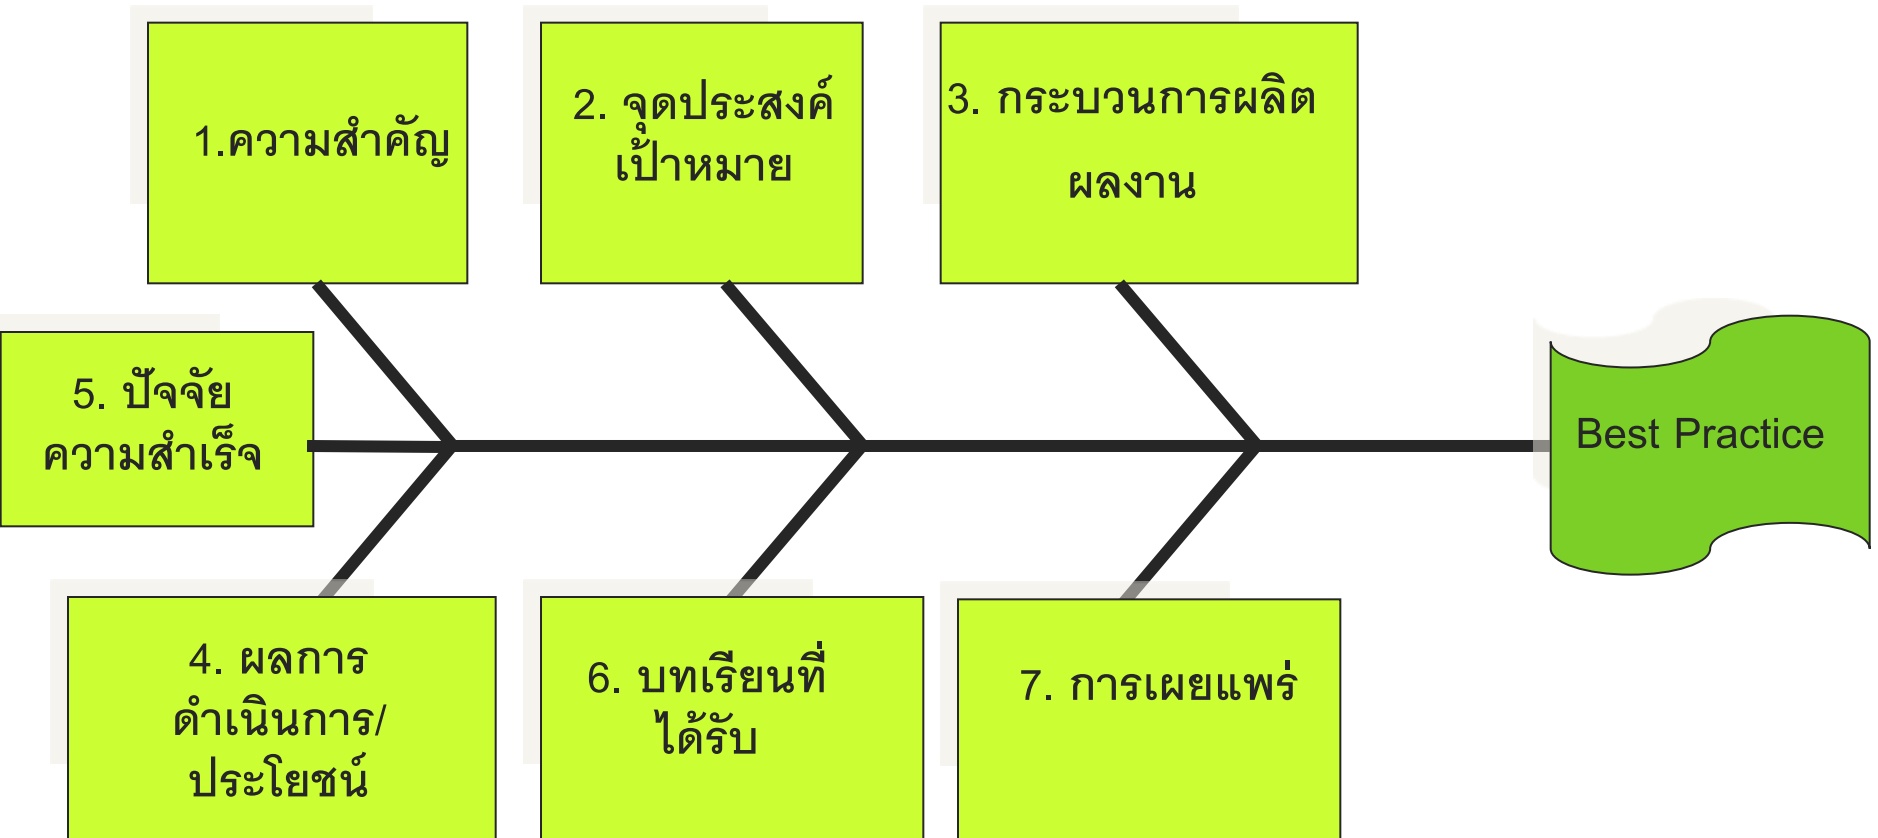 1.ความสำคัญ
2. จุดประสงค์
เป้าหมาย
3. กระบวนการผลิต
ผลงาน
5. ปัจจัย
ความสำเร็จ
Best Practice
4. ผลการ
ดำเนินการ/
ประโยชน์
6. บทเรียนที่
ได้รับ
7. การเผยแพร่